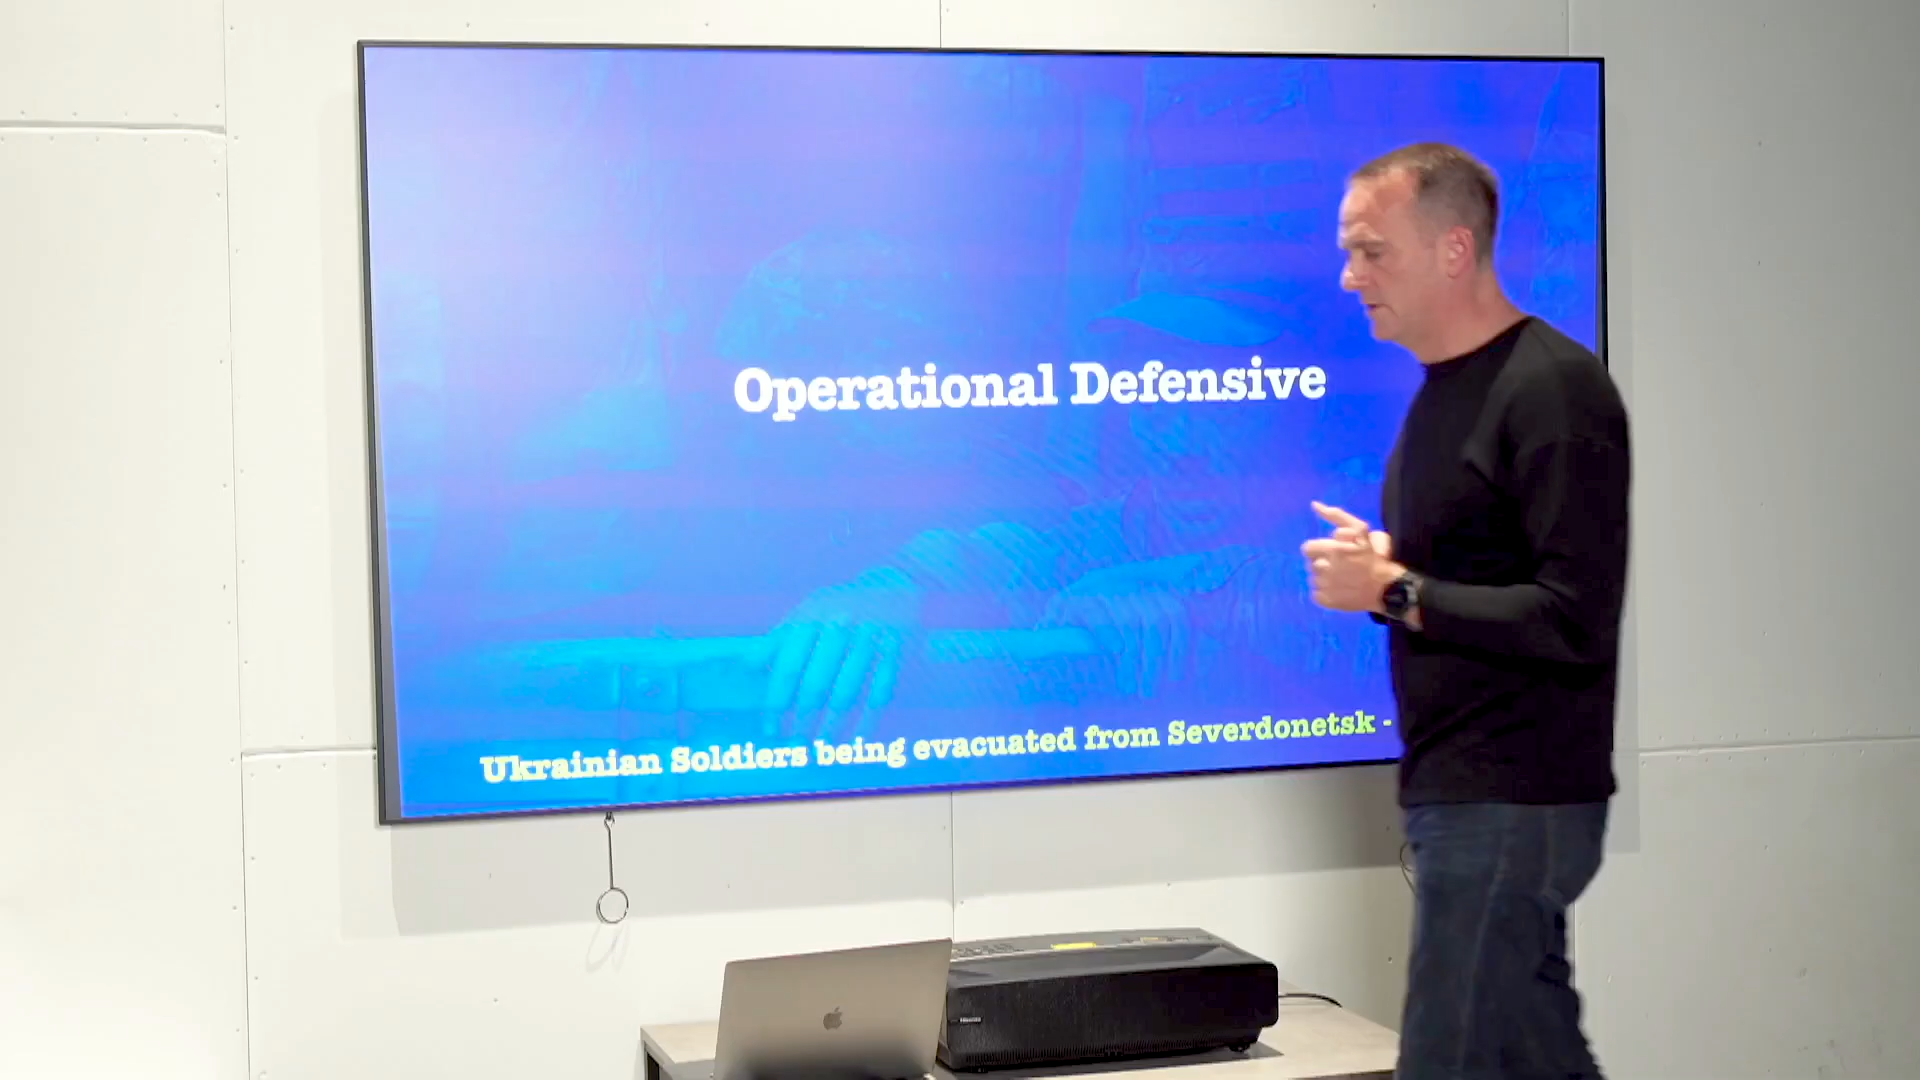 Operational Defensive
Ukrainian Soldiers being evacuated from Severdonetsk -